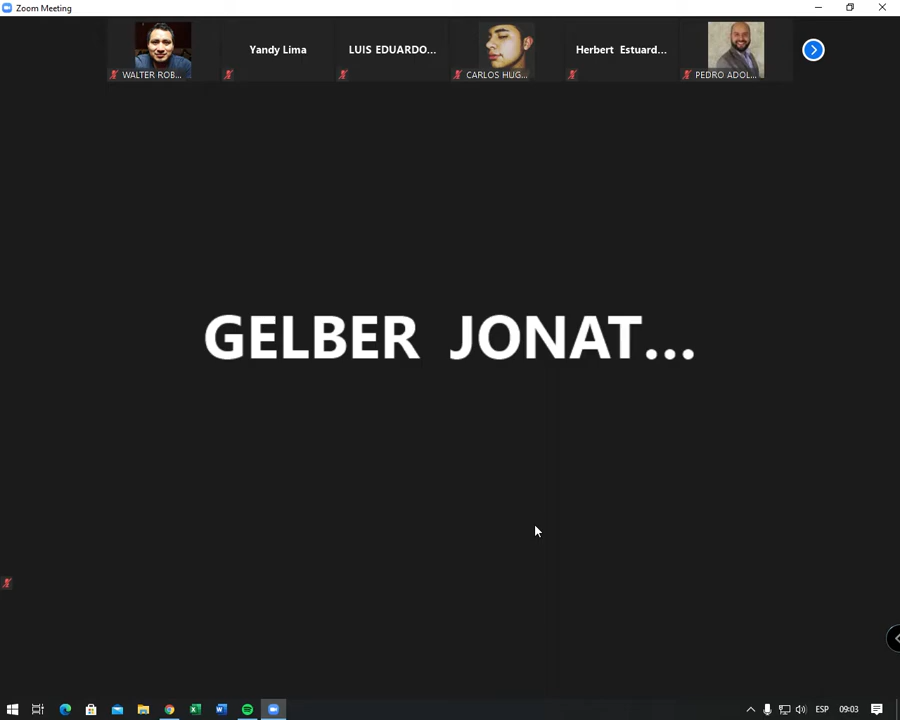 Zoom Meeting
WALTER ROB...
Yandy Lima
LUIS EDUARDO...
CARLOS HUG...
Herbert Estuard...
PEDRO ADOL...
GELBER JONAT...
ESP
09:03